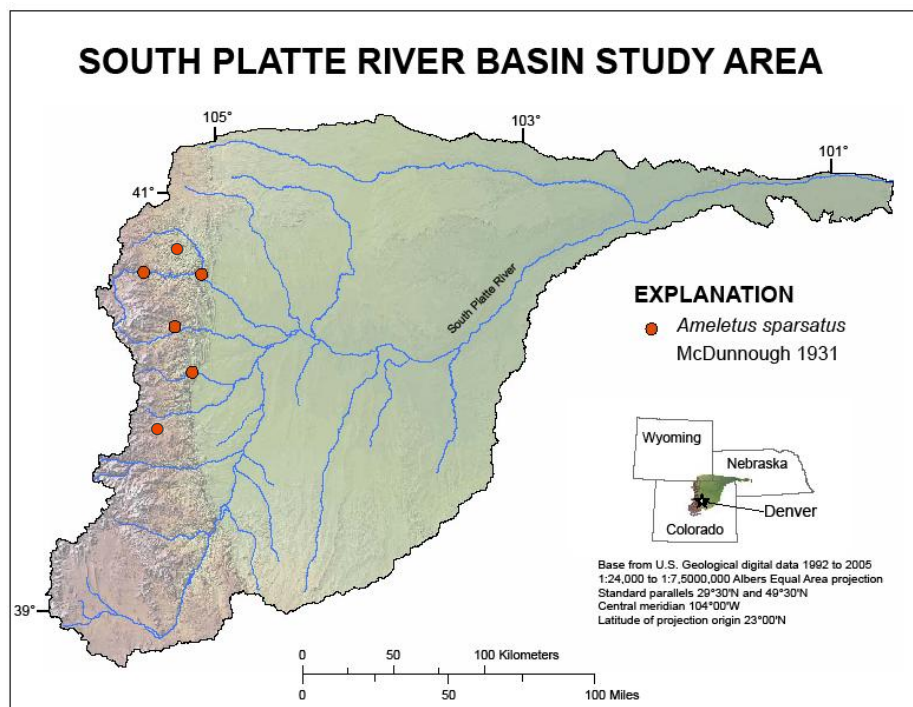 SOUTH PLATTE RIVER BASIN STUDY AREA
105°
103°
101°
41°
South Platte River
EXPLANATION
Ameletus sparsatus
McDunnough 1931
Wyoming
Nebraska
Denver
Colorado
Base from U.S. Geological digital data 1992 to 2005
1:24,000 to 1:7,5000,000 Albers Equal Area projection
Standard parallels 29°30'N and 49°30'N
Central meridian 104°00'W
Latitude of projection origin 23°00'N
39°
0 50 100 Kilometers
0 50 100 Miles